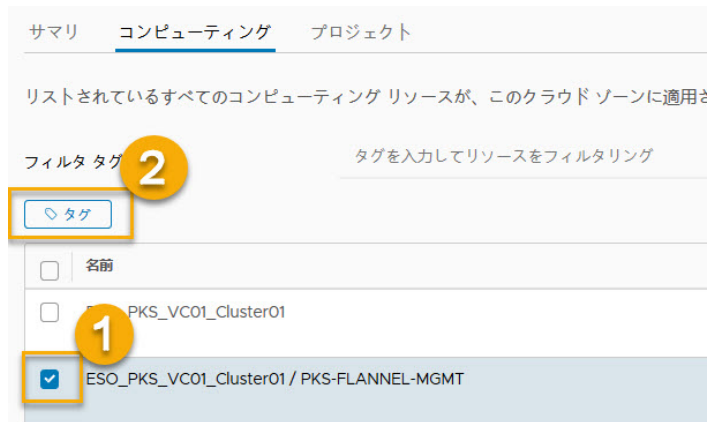 サマリ コンピューティング プロジェクト
リストされているすべてのコンピューティング リソースが、このクラウド ゾーンに適用
フィルタ タグ タグを入力してリソースをフィルタリング
2
タグ
名前
PKS_VC01_Cluster01
1
ESO_PKS_VC01_Cluster01 / PKS-FLANNEL-MGMT